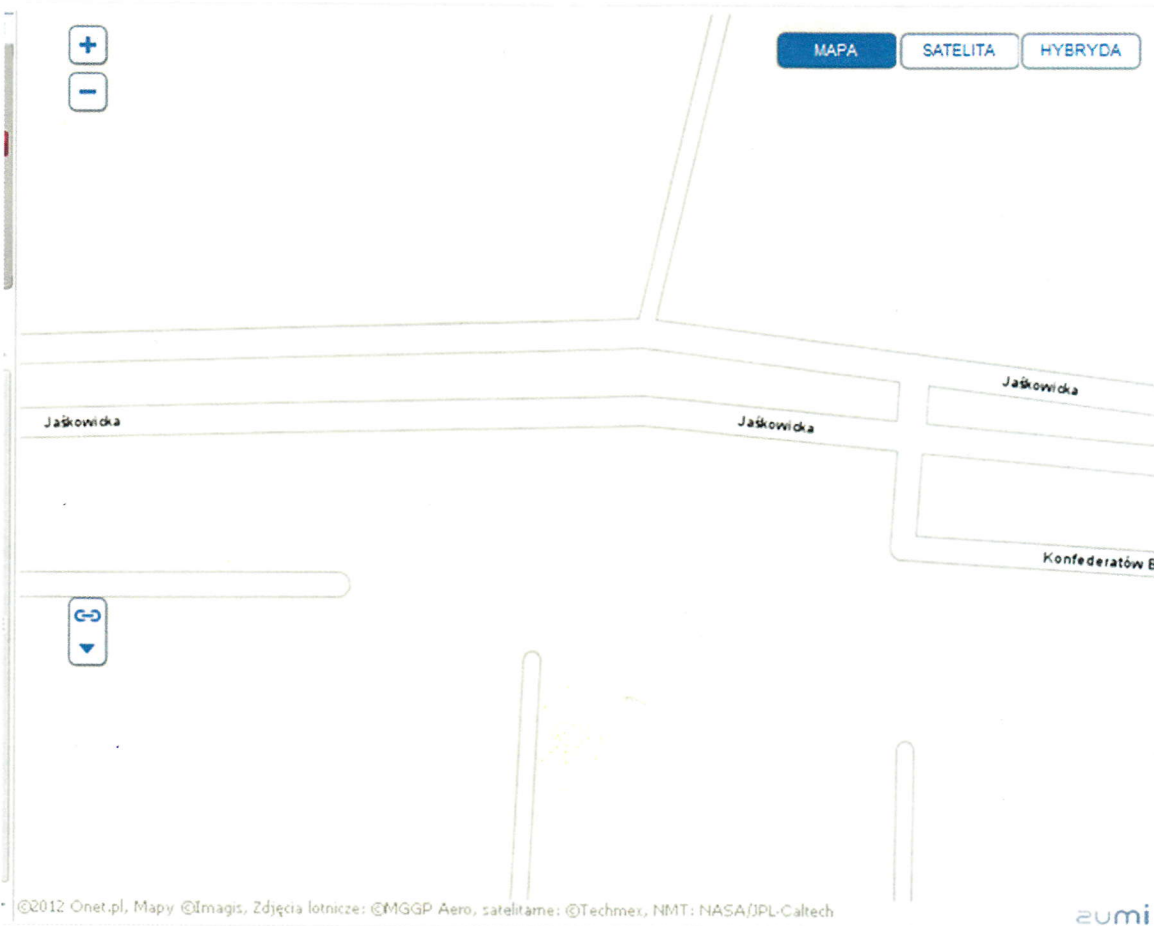 MAPA SATELITA HYBRYDA
Jaśkowicka
Jaśkowicka
Jaśkowicka
Konfederatów B
©2012 Onet.pl, Mapy ©Imagis, Zdjęcia lotnicze: ©MGGP Aero, satelitarne: ©Techmex, NMT: NASA/JPL-Caltech
zumi